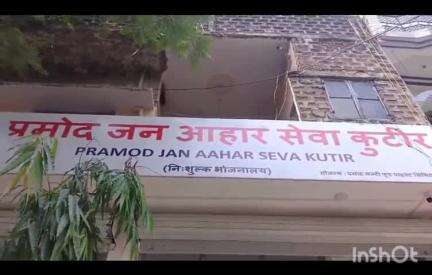 प्रमोद जन आहार सेवा कुटीर
PRAMOD JAN AAHAR SEVA KUTIR
(निःशुल्क भोजनालय)
InShOt